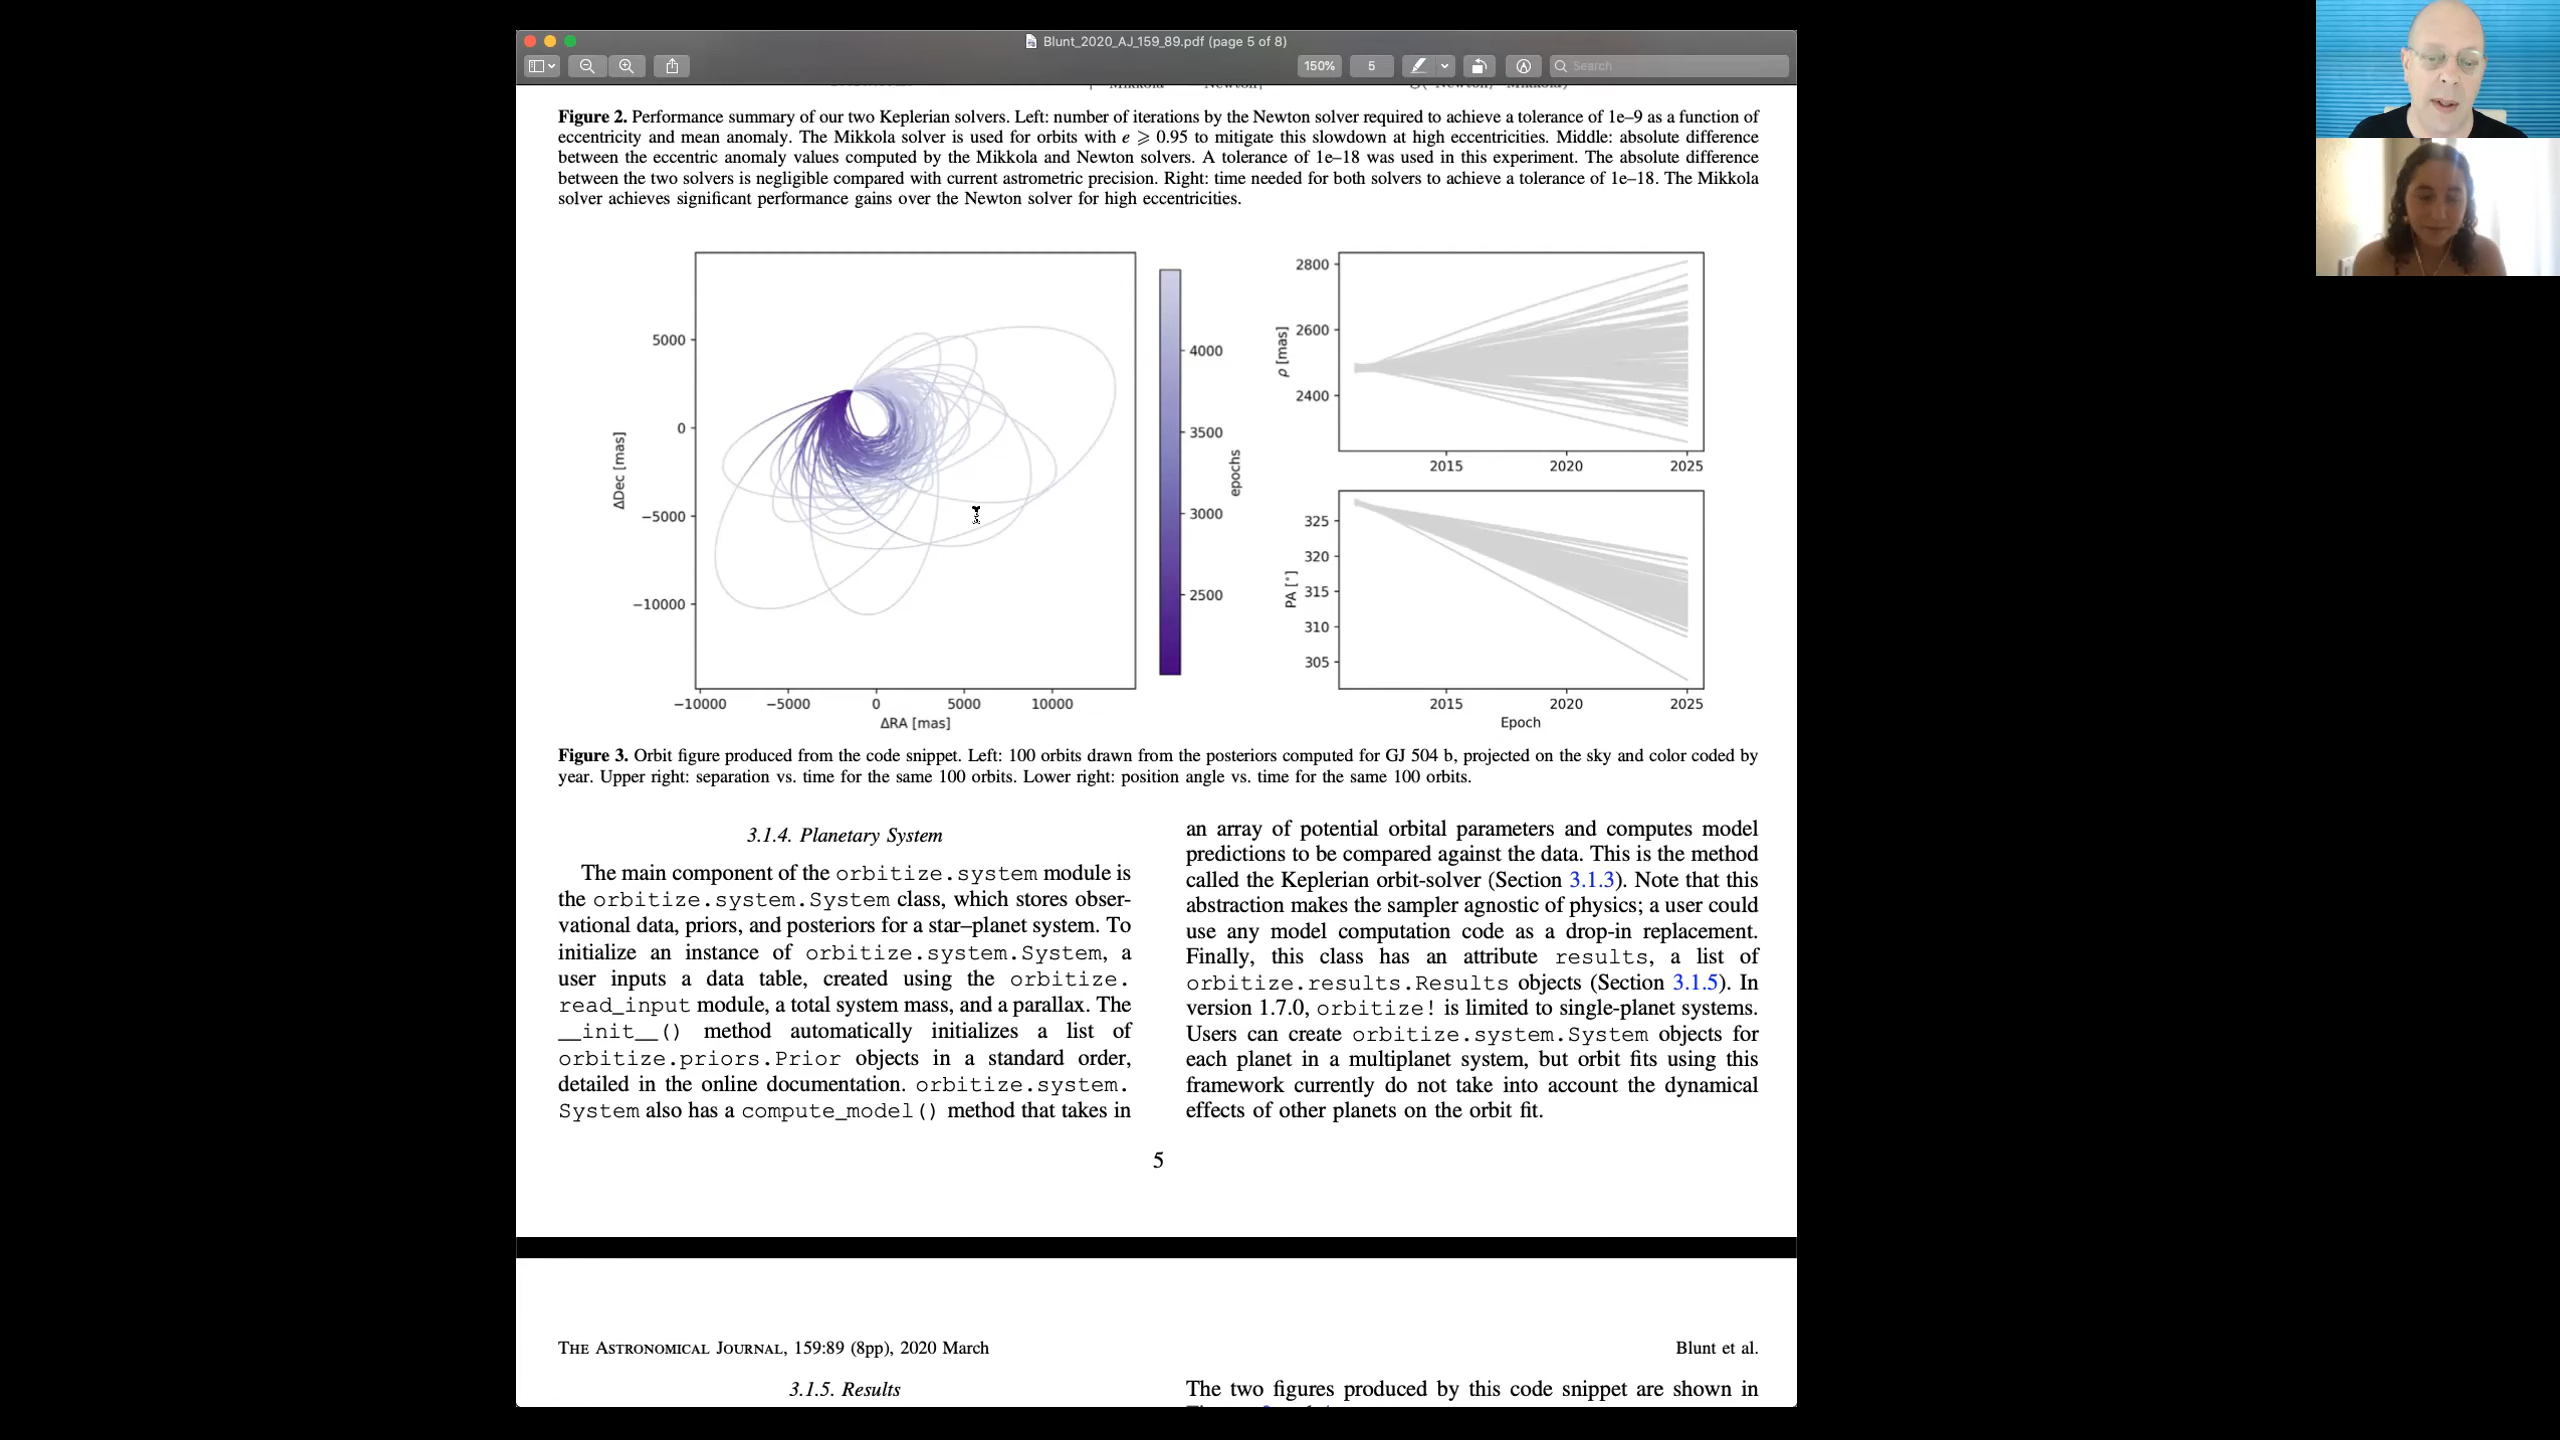 Blunt_2020_AJ_159_89.pdf (page 5 of 8)
150%
5
Search
Figure 2. Performance summary of our two Keplerian solvers. Left: number of iterations by the Newton solver required to achieve a tolerance of 1e–9 as a function of
eccentricity and mean anomaly. The Mikkola solver is used for orbits with e ⩾ 0.95 to mitigate this slowdown at high eccentricities. Middle: absolute difference
between the eccentric anomaly values computed by the Mikkola and Newton solvers. A tolerance of 1e–18 was used in this experiment. The absolute difference
between the two solvers is negligible compared with current astrometric precision. Right: time needed for both solvers to achieve a tolerance of 1e–18. The Mikkola
solver achieves significant performance gains over the Newton solver for high eccentricities.
5000
0
−5000
−10000
ΔDec [mas]
−10000
−5000
0
5000
10000
ΔRA [mas]
4000
3500
3000
2500
epochs
2800
2600
2400
ρ [mas]
2015
2020
2025
325
320
315
310
305
PA [°]
2015
2020
2025
Epoch
Figure 3. Orbit figure produced from the code snippet. Left: 100 orbits drawn from the posteriors computed for GJ 504 b, projected on the sky and color coded by
year. Upper right: separation vs. time for the same 100 orbits. Lower right: position angle vs. time for the same 100 orbits.
3.1.4. Planetary System
The main component of the orbitize.system module is
the orbitize.system.System class, which stores obser-
vational data, priors, and posteriors for a star–planet system. To
initialize an instance of orbitize.system.System, a
user inputs a data table, created using the orbitize.
read_input module, a total system mass, and a parallax. The
__init__() method automatically initializes a list of
orbitize.priors.Prior objects in a standard order,
detailed in the online documentation. orbitize.system.
System also has a compute_model() method that takes in
an array of potential orbital parameters and computes model
predictions to be compared against the data. This is the method
called the Keplerian orbit-solver (Section 3.1.3). Note that this
abstraction makes the sampler agnostic of physics; a user could
use any model computation code as a drop-in replacement.
Finally, this class has an attribute results, a list of
orbitize.results.Results objects (Section 3.1.5). In
version 1.7.0, orbitize! is limited to single-planet systems.
Users can create orbitize.system.System objects for
each planet in a multiplanet system, but orbit fits using this
framework currently do not take into account the dynamical
effects of other planets on the orbit fit.
5
THE ASTRONOMICAL JOURNAL, 159:89 (8pp), 2020 March
Blunt et al.
3.1.5. Results
The two figures produced by this code snippet are shown in